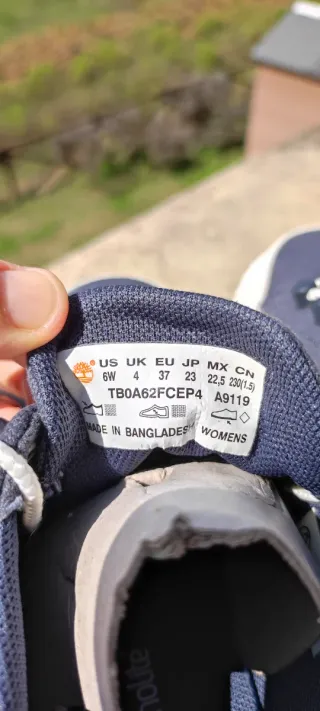 US UK EU JP MX CN
6W 4 37 23 22,5 230(1.5)
TB0A62FCEP4 A9119
MADE IN BANGLADESH WOMENS